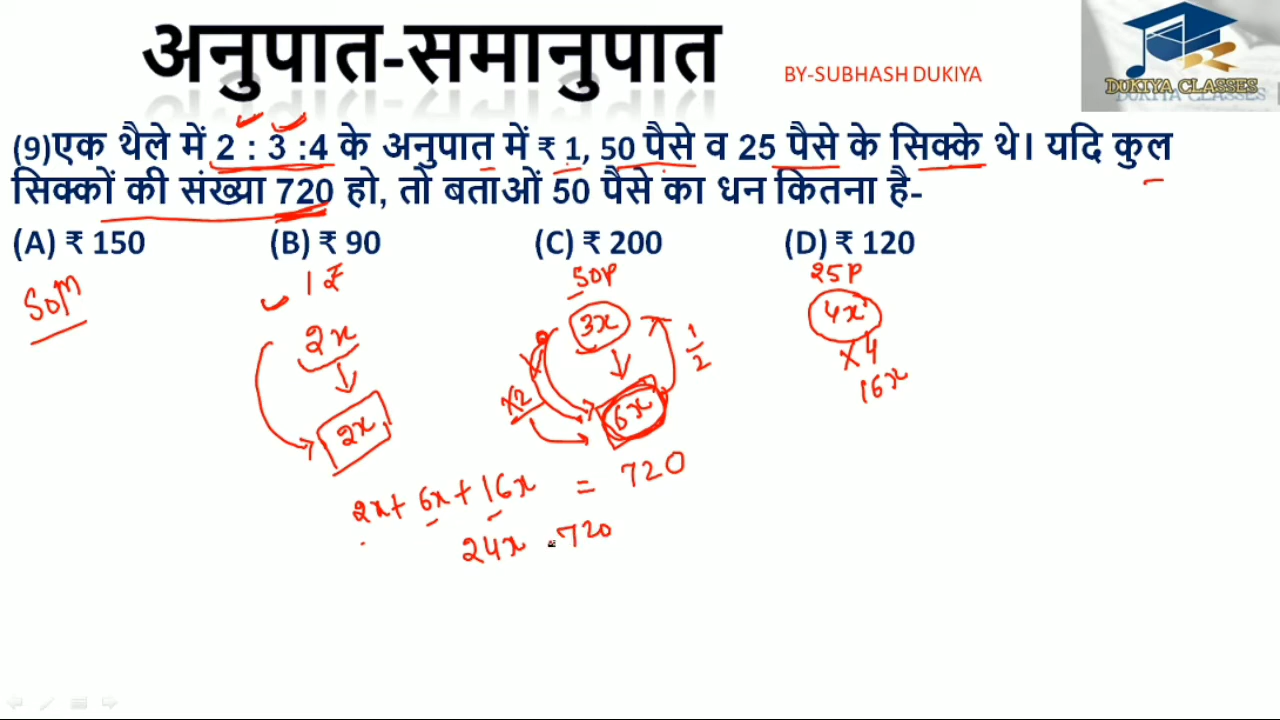 अनुपात-समानुपात
BY-SUBHASH DUKIYA
DUKIYA CLASSES
(9)एक थैले में 2 : 3 :4 के अनुपात में ₹ 1, 50 पैसे व 25 पैसे के सिक्के थे। यदि कुल
सिक्कों की संख्या 720 हो, तो बताओं 50 पैसे का धन कितना है-
(A) ₹ 150 (B) ₹ 90 (C) ₹ 200 (D) ₹ 120
1₹ 50P 25P
2x 3x 4x
1/2
×4
×2
16x
2x 6x
2x + 6x + 16x = 720
24x 720